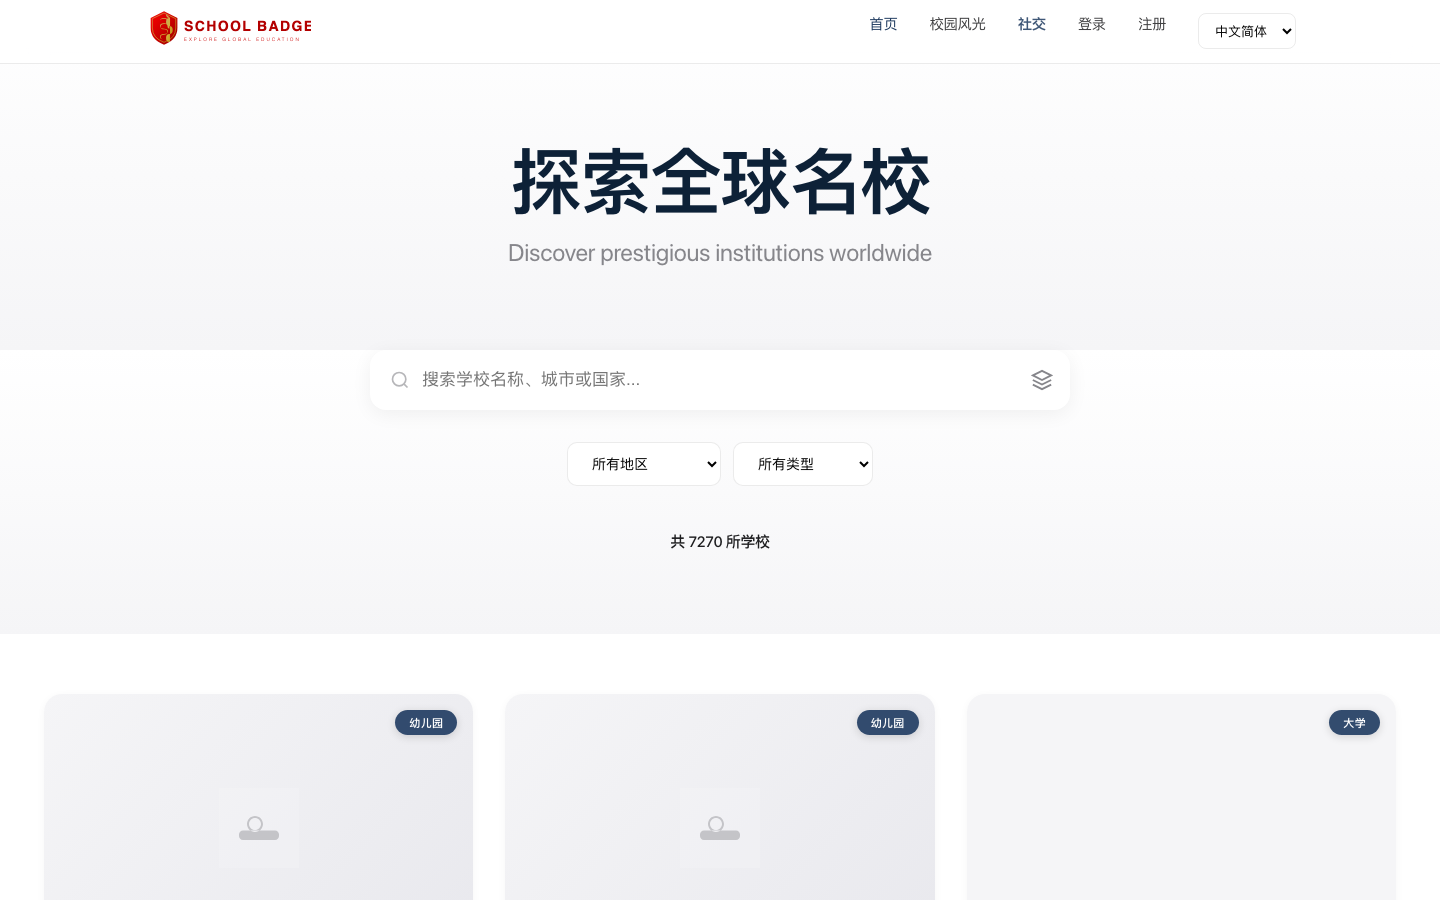 SCHOOL BADGE
EXPLORE GLOBAL EDUCATION
首页
校园风光
社交
登录
注册
中文简体
探索全球名校
Discover prestigious institutions worldwide
搜索学校名称、城市或国家...
所有地区
所有类型
共 7270 所学校
幼儿园
幼儿园
大学